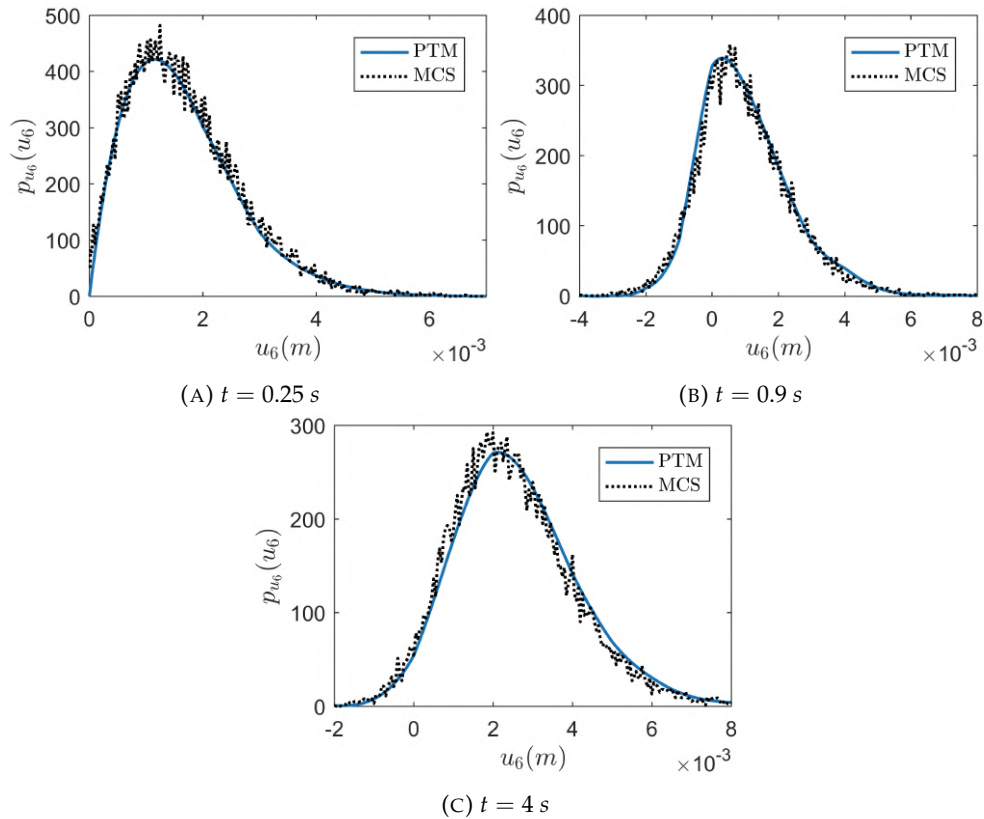 500
400
300
200
100
0
p_{u_6}(u_6)
PTM
MCS
0 2 4 6
u_6(m) ×10^{-3}
(A) t = 0.25 s
400
300
200
100
0
p_{u_6}(u_6)
PTM
MCS
-4 -2 0 2 4 6 8
u_6(m) ×10^{-3}
(B) t = 0.9 s
300
200
100
0
p_{u_6}(u_6)
PTM
MCS
-2 0 2 4 6 8
u_6(m) ×10^{-3}
(C) t = 4 s